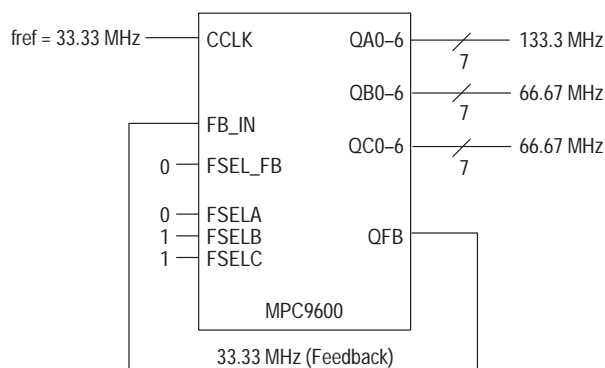 fref = 33.33 MHz
CCLK
QA0–6
7
133.3 MHz
QB0–6
7
66.67 MHz
FB_IN
QC0–6
7
66.67 MHz
0
FSEL_FB
0
FSELA
1
FSELB
1
FSELC
QFB
MPC9600
33.33 MHz (Feedback)